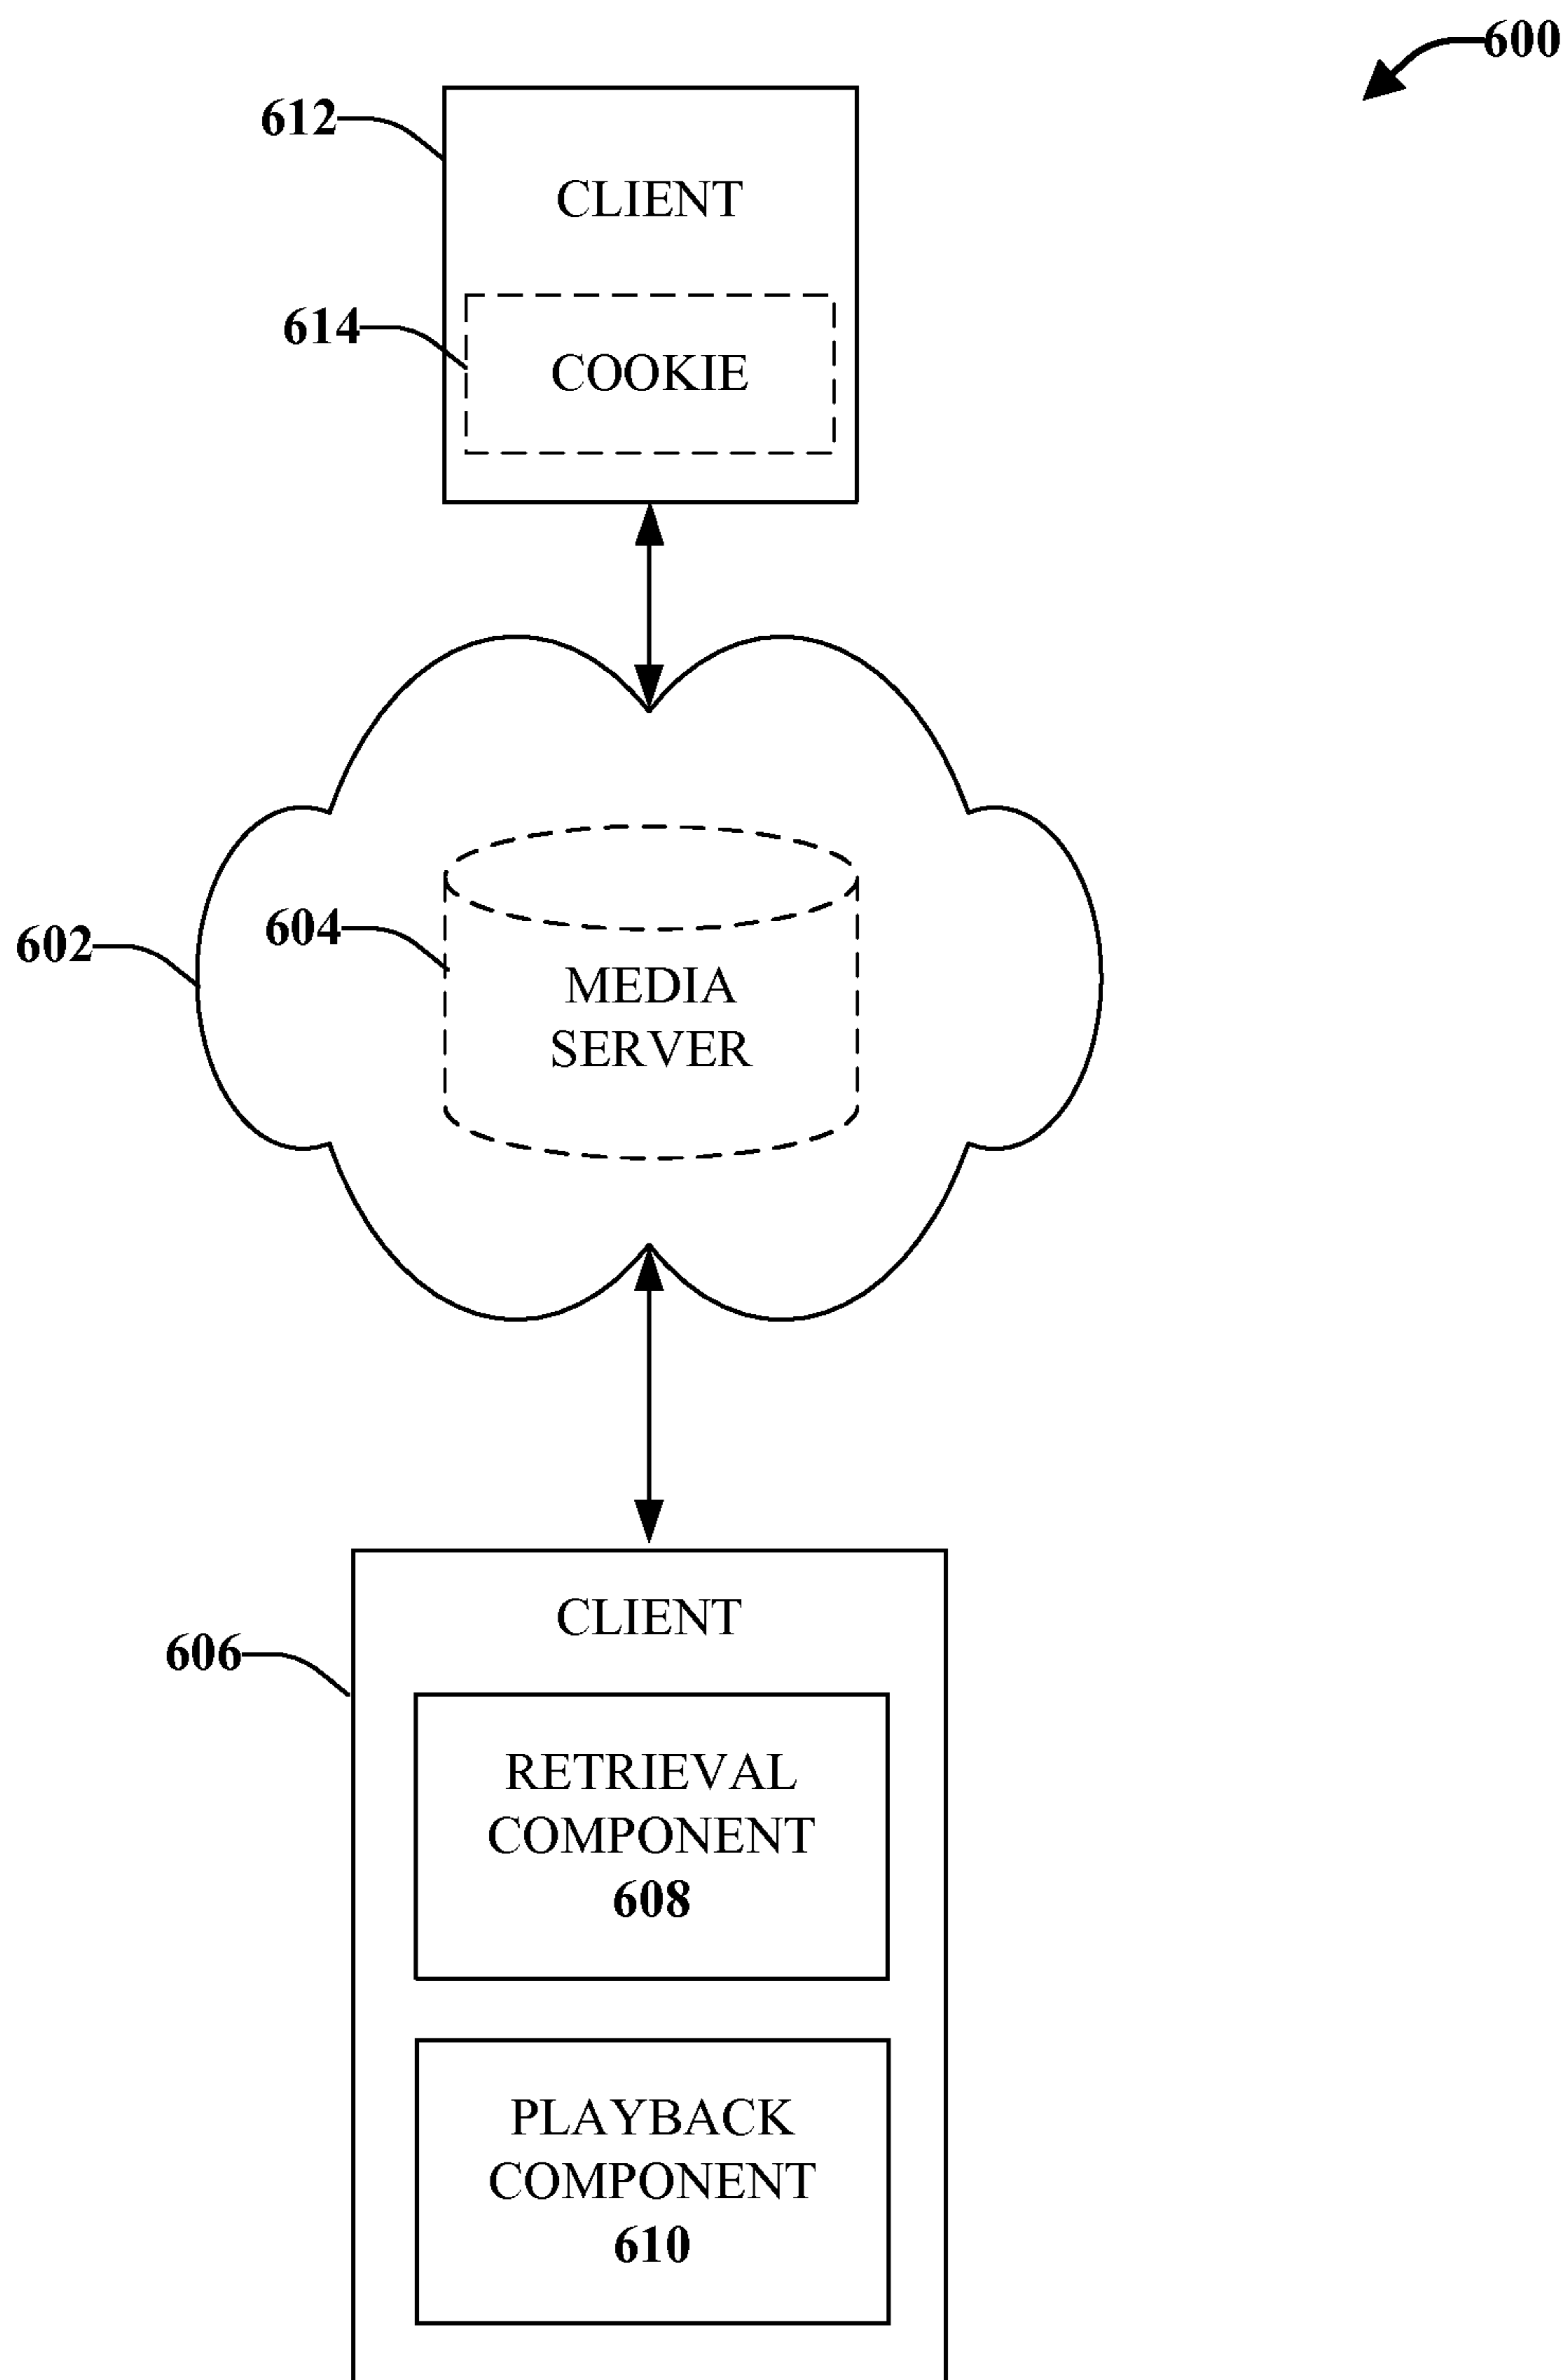 600
612
CLIENT
614
COOKIE
602
604
MEDIA
SERVER
CLIENT
606
RETRIEVAL
COMPONENT
608
PLAYBACK
COMPONENT
610